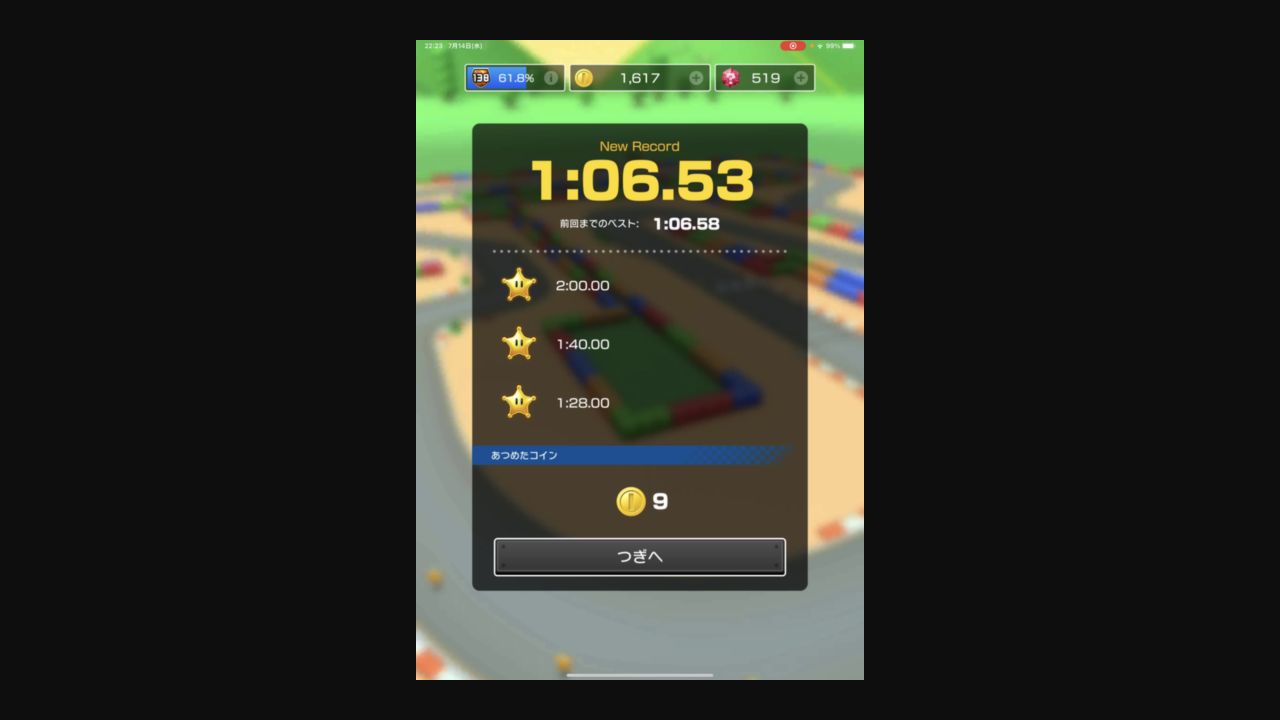 22:23 7月14日(水) 99%
138 61.8% 1,617 519
New Record
1:06.53
前回までのベスト: 1:06.58
2:00.00
1:40.00
1:28.00
あつめたコイン
9
つぎへ